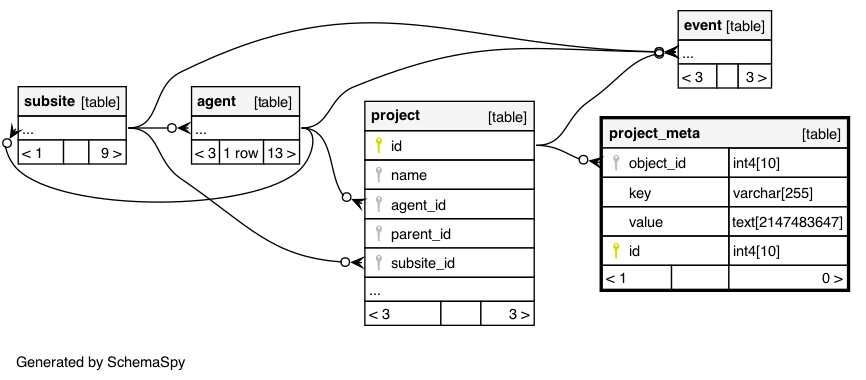 event [table]
...
< 3 3 >
subsite [table]
...
< 1 9 >
agent [table]
...
< 3 1 row 13 >
project [table]
id
name
agent_id
parent_id
subsite_id
...
< 3 3 >
project_meta [table]
object_id int4[10]
key varchar[255]
value text[2147483647]
id int4[10]
< 1 0 >
Generated by SchemaSpy